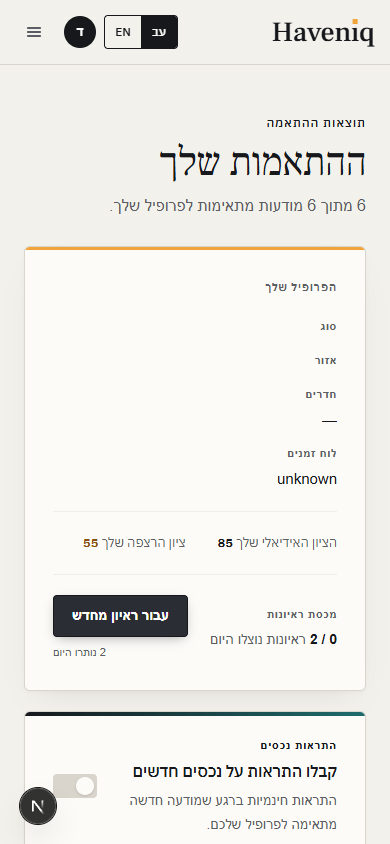 Haveniq
עב
EN
ד
תוצאות ההתאמה
ההתאמות שלך
6 מתוך 6 מודעות מתאימות לפרופיל שלך.
הפרופיל שלך
סוג
אזור
חדרים
—
לוח זמנים
unknown
הציון האידיאלי שלך 85
ציון הרצפה שלך 55
מכסת ראיונות
0 / 2 ראיונות נוצלו היום
עבור ראיון מחדש
2 נותרו היום
התראות נכסים
קבלו התראות על נכסים חדשים
התראות חינמיות ברגע שמודעה חדשה
מתאימה לפרופיל שלכם.
N